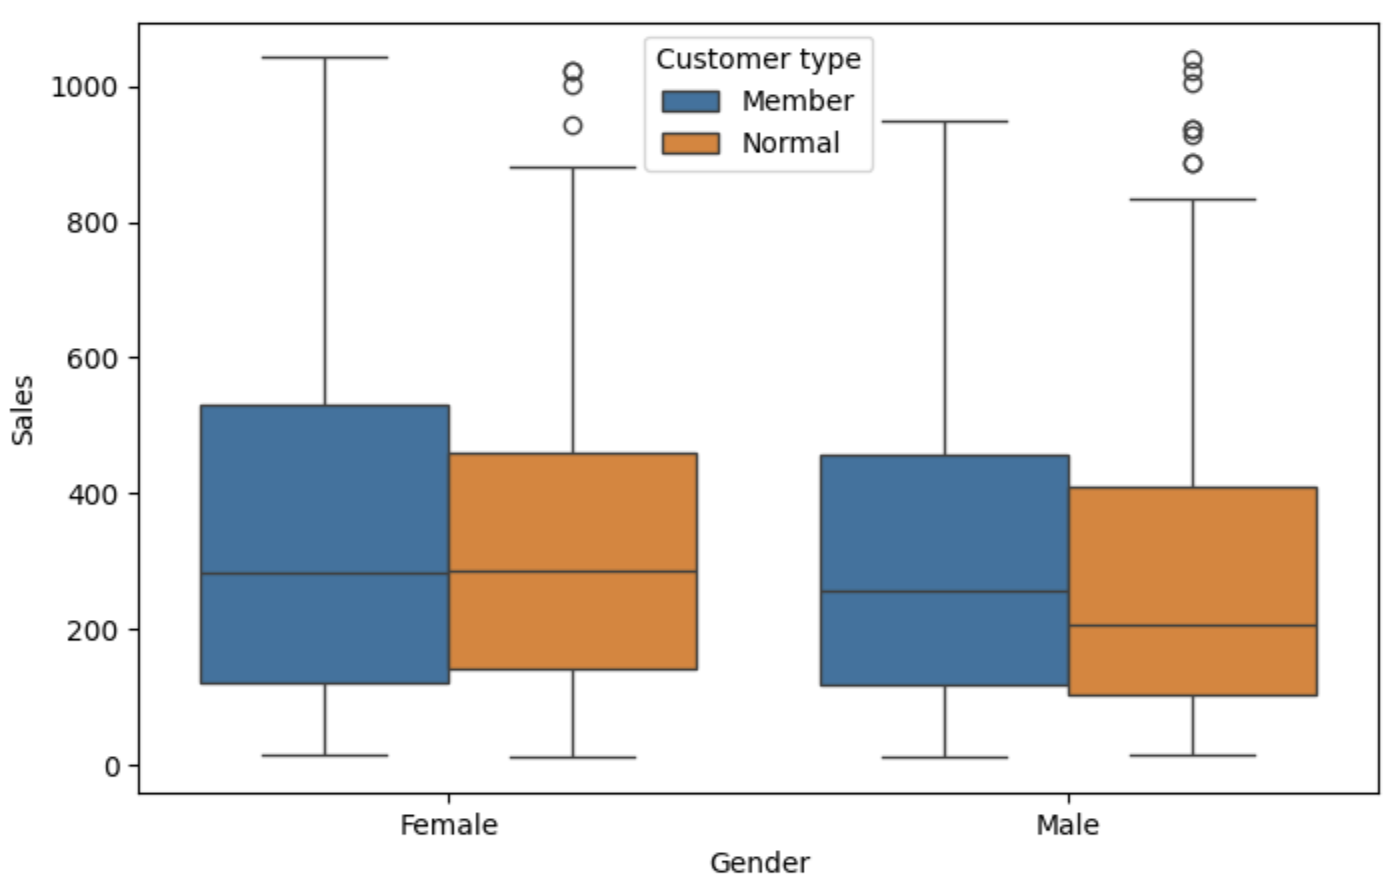 Customer type
Member
Normal
1000
800
600
400
200
0
Sales
Female
Male
Gender